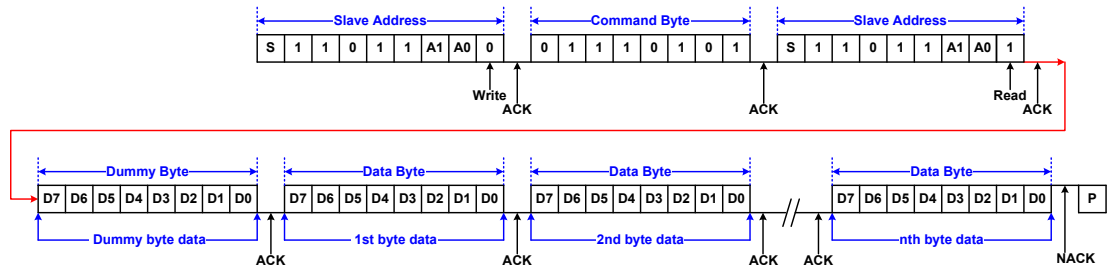 Slave Address Command Byte Slave Address
S 1 1 0 1 1 A1 A0 0 0 1 1 1 0 1 0 1 S 1 1 0 1 1 A1 A0 1
Write ACK ACK Read ACK
Dummy Byte Data Byte Data Byte Data Byte
D7 D6 D5 D4 D3 D2 D1 D0 D7 D6 D5 D4 D3 D2 D1 D0 D7 D6 D5 D4 D3 D2 D1 D0 // D7 D6 D5 D4 D3 D2 D1 D0 P
Dummy byte data 1st byte data 2nd byte data nth byte data
ACK ACK ACK ACK NACK